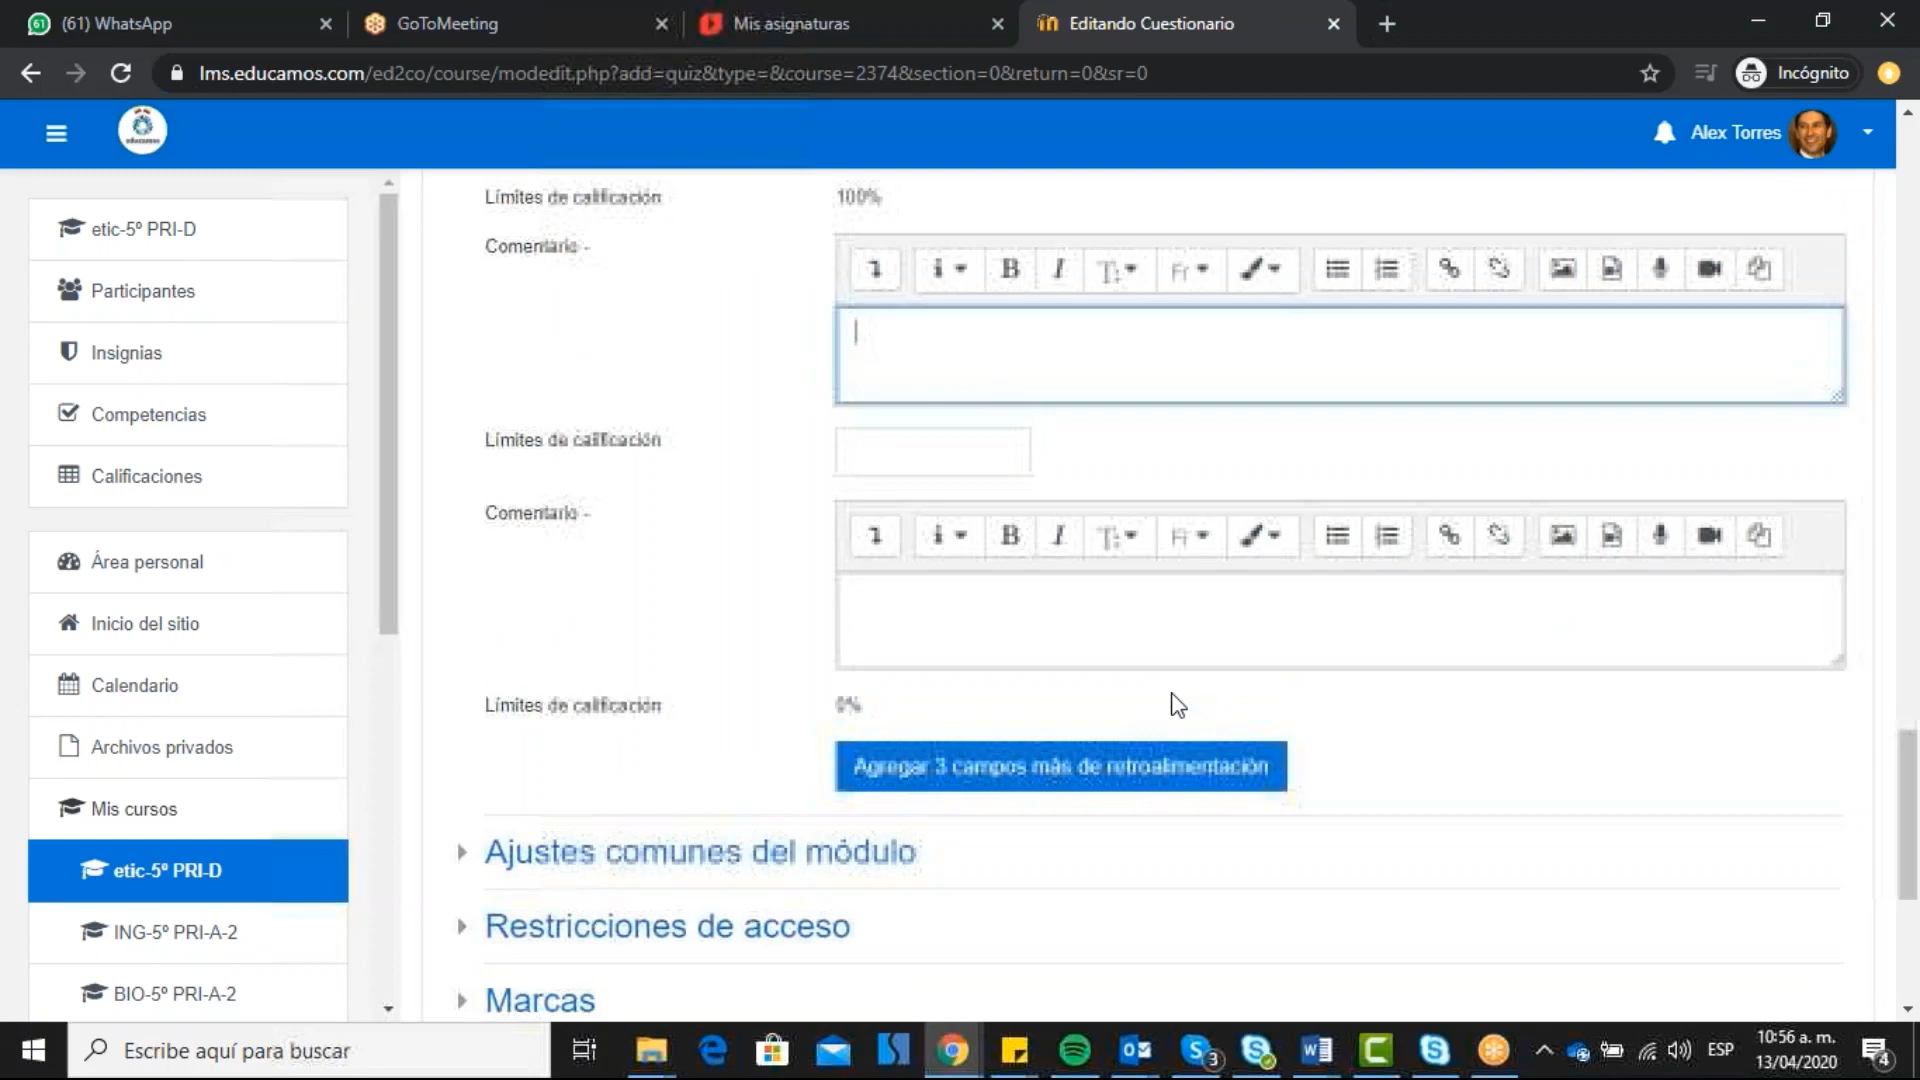 (61) WhatsApp
GoToMeeting
Mis asignaturas
Editando Cuestionario
lms.educamos.com/ed2co/course/modedit.php?add=quiz&type=&course=2374&section=0&return=0&sr=0
Incógnito
educamos
Alex Torres
etic-5º PRI-D
Participantes
Insignias
Competencias
Calificaciones
Área personal
Inicio del sitio
Calendario
Archivos privados
Mis cursos
etic-5º PRI-D
ING-5º PRI-A-2
BIO-5º PRI-A-2
Límites de calificación
100%
Comentario -
Límites de calificación
Comentario -
Límites de calificación
0%
Agregar 3 campos más de retroalimentación
Ajustes comunes del módulo
Restricciones de acceso
Marcas
Escribe aquí para buscar
3
ESP
10:56 a. m.
13/04/2020
4